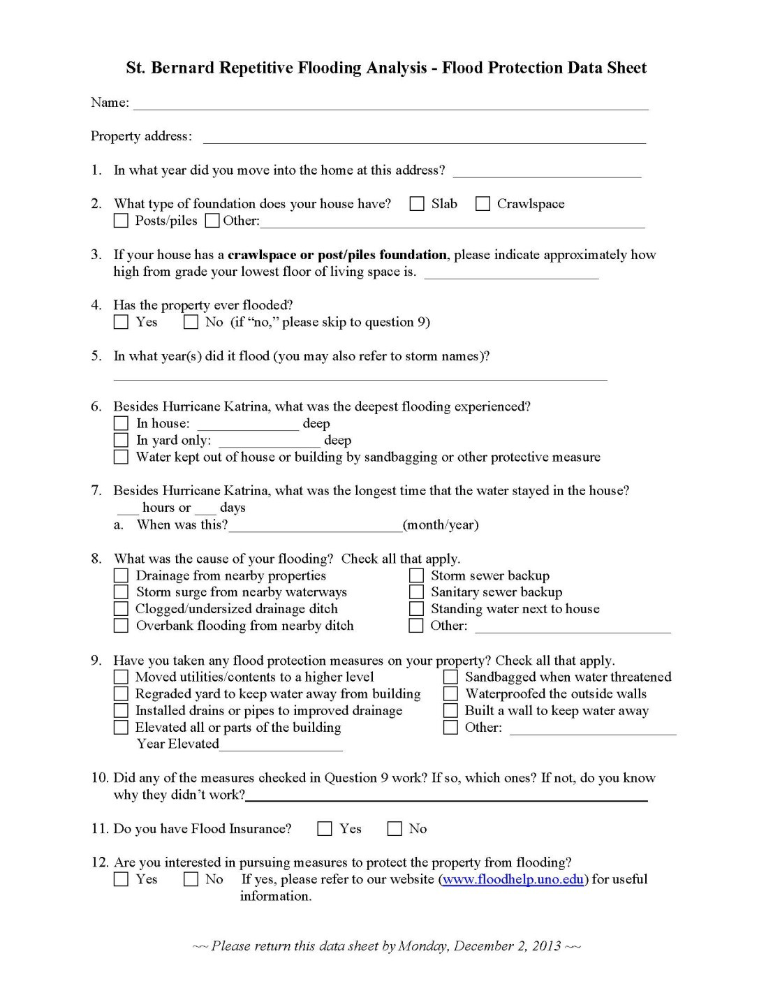 St. Bernard Repetitive Flooding Analysis - Flood Protection Data Sheet
Name:
Property address:
1. In what year did you move into the home at this address?
2. What type of foundation does your house have? Slab Crawlspace
Posts/piles Other:
3. If your house has a crawlspace or post/piles foundation, please indicate approximately how
high from grade your lowest floor of living space is.
4. Has the property ever flooded?
Yes No (if “no,” please skip to question 9)
5. In what year(s) did it flood (you may also refer to storm names)?
6. Besides Hurricane Katrina, what was the deepest flooding experienced?
In house: deep
In yard only: deep
Water kept out of house or building by sandbagging or other protective measure
7. Besides Hurricane Katrina, what was the longest time that the water stayed in the house?
___ hours or ___ days
a. When was this? (month/year)
8. What was the cause of your flooding? Check all that apply.
Drainage from nearby properties Storm sewer backup
Storm surge from nearby waterways Sanitary sewer backup
Clogged/undersized drainage ditch Standing water next to house
Overbank flooding from nearby ditch Other:
9. Have you taken any flood protection measures on your property? Check all that apply.
Moved utilities/contents to a higher level Sandbagged when water threatened
Regraded yard to keep water away from building Waterproofed the outside walls
Installed drains or pipes to improved drainage Built a wall to keep water away
Elevated all or parts of the building Other:
Year Elevated
10. Did any of the measures checked in Question 9 work? If so, which ones? If not, do you know
why they didn’t work?
11. Do you have Flood Insurance? Yes No
12. Are you interested in pursuing measures to protect the property from flooding?
Yes No If yes, please refer to our website (www.floodhelp.uno.edu) for useful
information.
~~ Please return this data sheet by Monday, December 2, 2013 ~~